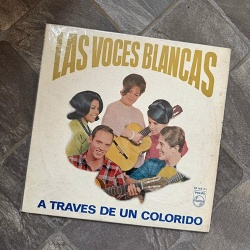 LAS VOCES BLANCAS
A TRAVES DE UN COLORIDO